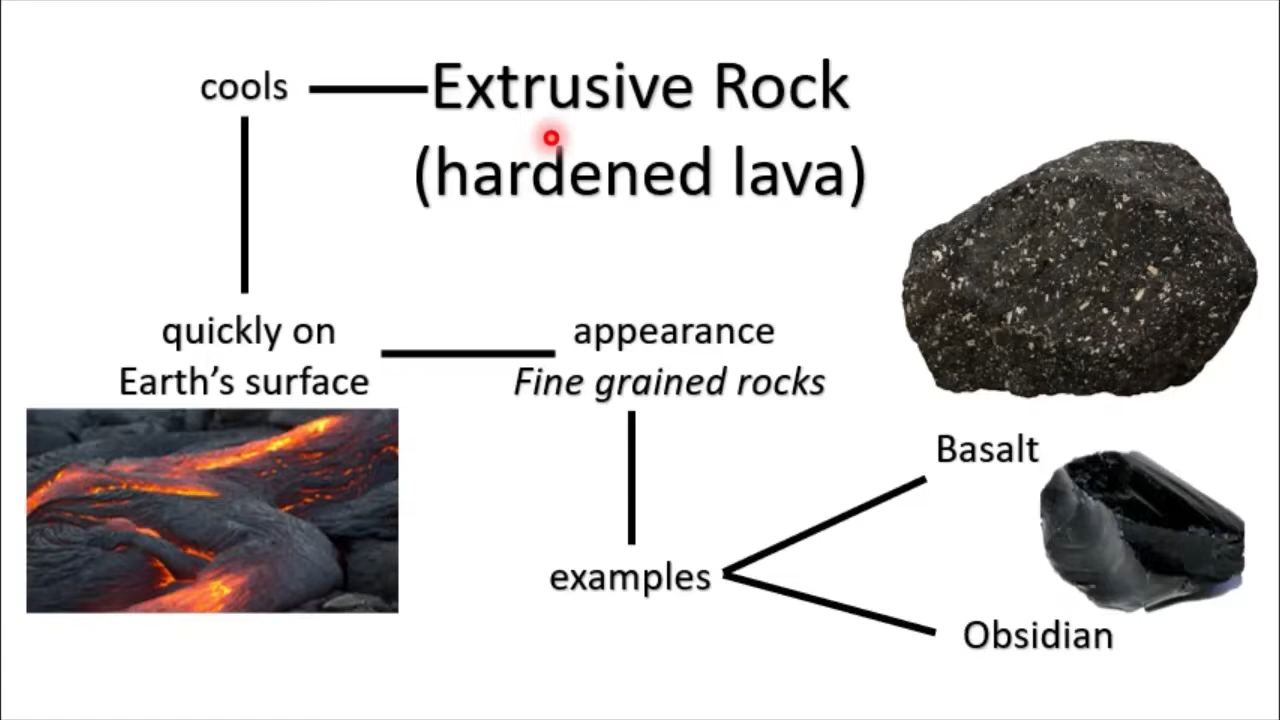 cools
Extrusive Rock
(hardened lava)
quickly on
Earth's surface
appearance
Fine grained rocks
Basalt
examples
Obsidian